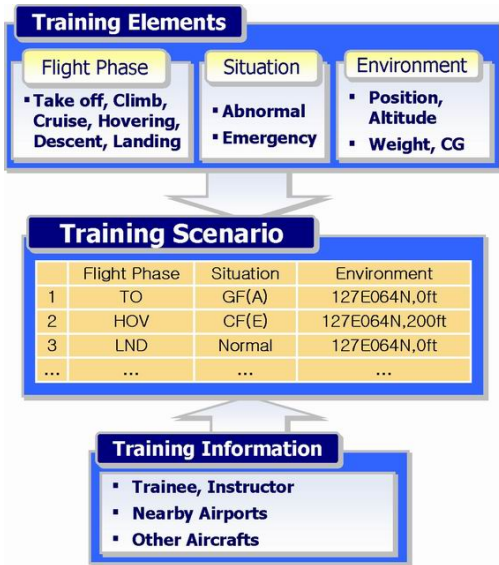 Training Elements
Flight Phase
▪ Take off, Climb,
Cruise, Hovering,
Descent, Landing
Situation
▪ Abnormal
▪ Emergency
Environment
▪ Position,
Altitude
▪ Weight, CG
Training Scenario
Flight Phase Situation Environment
1 TO GF(A) 127E064N,0ft
2 HOV CF(E) 127E064N,200ft
3 LND Normal 127E064N,0ft
... ... ... ...
Training Information
▪ Trainee, Instructor
▪ Nearby Airports
▪ Other Aircrafts